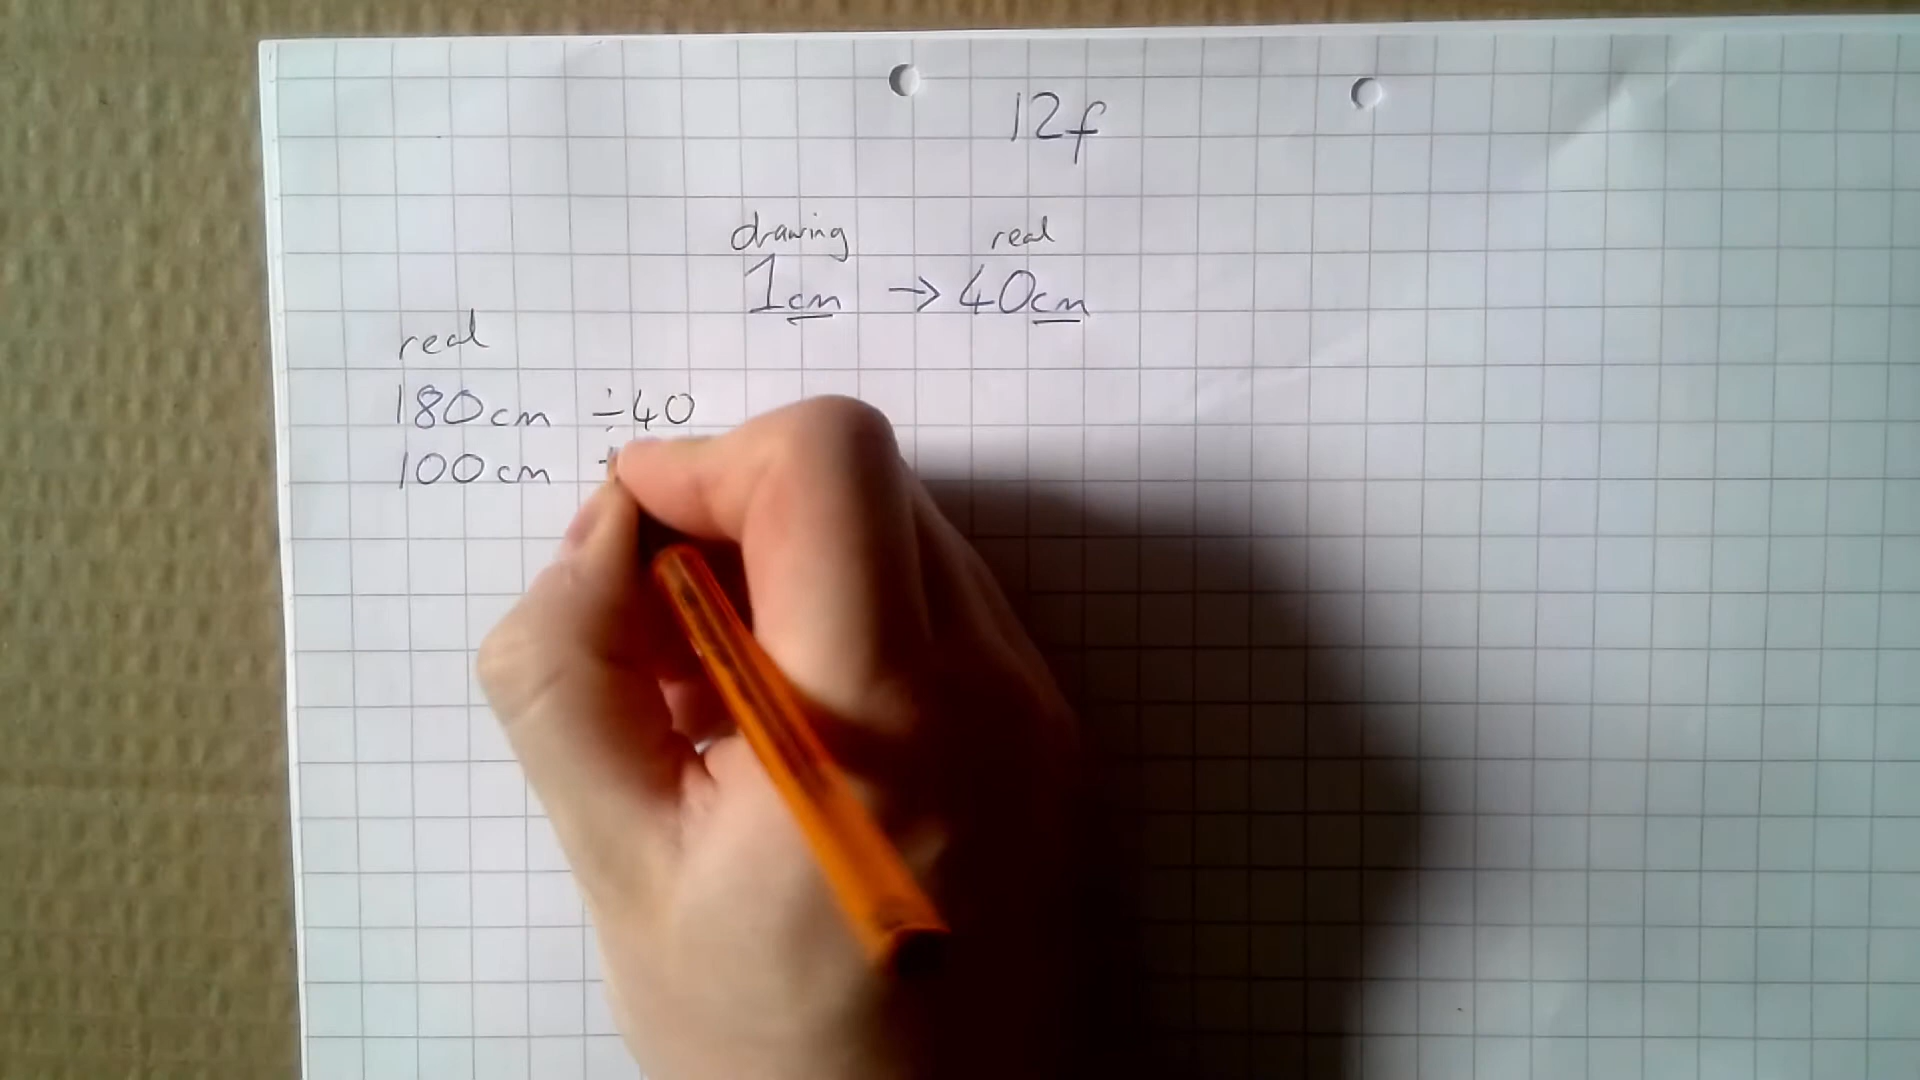 12f
drawing real
1cm → 40cm
real
180cm ÷40
100cm ÷